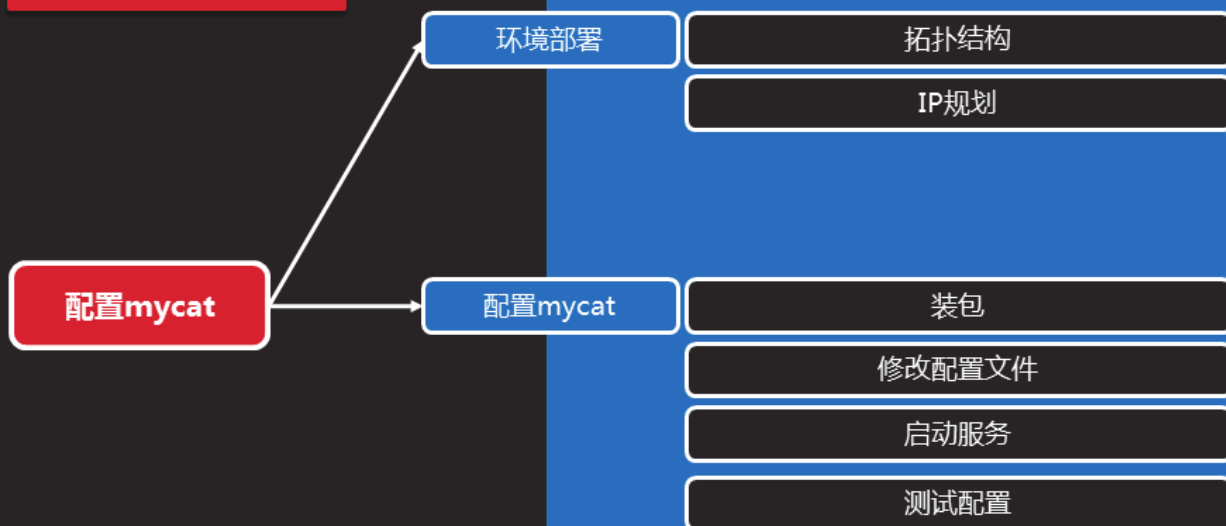 环境部署
拓扑结构
IP规划
配置mycat
配置mycat
装包
修改配置文件
启动服务
测试配置